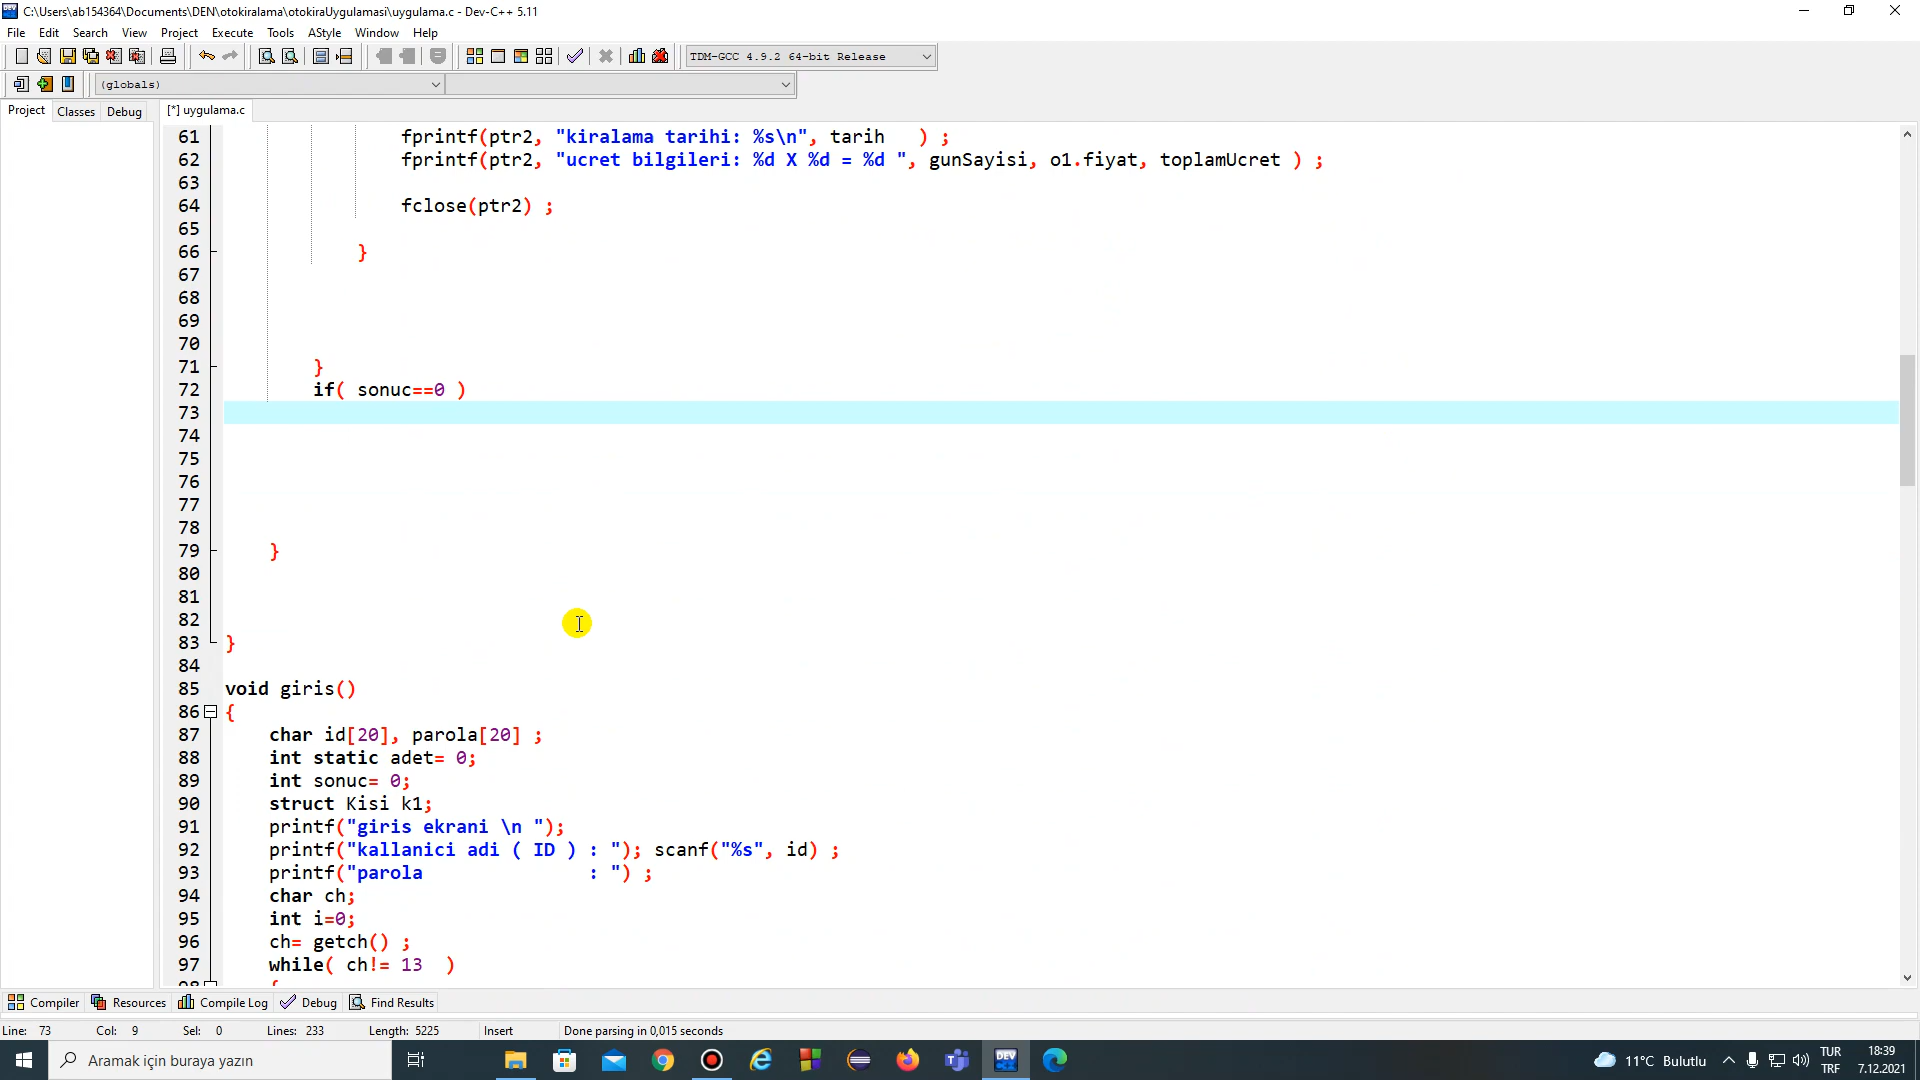 C:\Users\ab154364\Documents\DEN\otokiralama\otokiraUygulamasi\uygulama.c - Dev-C++ 5.11
File Edit Search View Project Execute Tools AStyle Window Help
TDM-GCC 4.9.2 64-bit Release
(globals)
Project Classes Debug [*] uygulama.c
61 fprintf(ptr2, "kiralama tarihi: %s\n", tarih ) ;
62 fprintf(ptr2, "ucret bilgileri: %d X %d = %d ", gunSayisi, o1.fiyat, toplamUcret ) ;
63
64 fclose(ptr2) ;
65
66 }
67
68
69
70
71 }
72 if( sonuc==0 )
73
74
75
76
77
78
79 }
80
81
82
83 }
84
85 void giris()
86 {
87 char id[20], parola[20] ;
88 int static adet= 0;
89 int sonuc= 0;
90 struct Kisi k1;
91 printf("giris ekrani \n ");
92 printf("kallanici adi ( ID ) : "); scanf("%s", id) ;
93 printf("parola : ") ;
94 char ch;
95 int i=0;
96 ch= getch() ;
97 while( ch!= 13 )
98 {
Compiler Resources Compile Log Debug Find Results
Line: 73 Col: 9 Sel: 0 Lines: 233 Length: 5225 Insert Done parsing in 0,015 seconds
Aramak için buraya yazın
DEV
11°C Bulutlu
TUR
TRF
18:39
7.12.2021